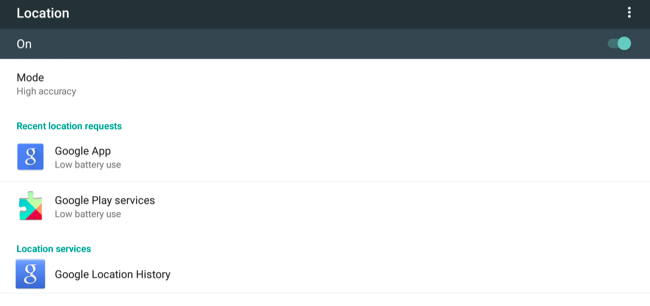 Location
On
Mode
High accuracy
Recent location requests
g
Google App
Low battery use
Google Play services
Low battery use
Location services
g
Google Location History